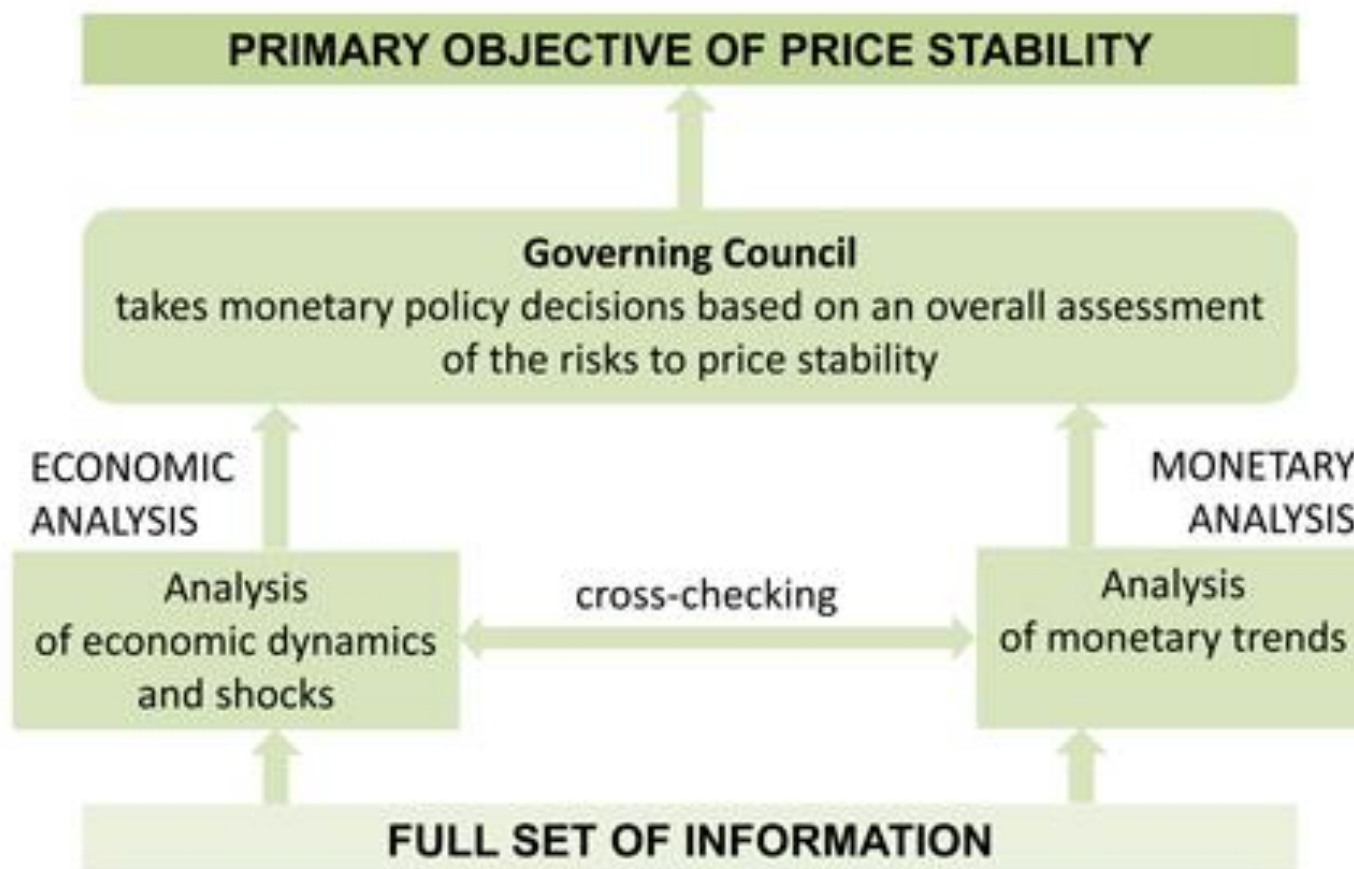 PRIMARY OBJECTIVE OF PRICE STABILITY
Governing Council
takes monetary policy decisions based on an overall assessment
of the risks to price stability
ECONOMIC
ANALYSIS
MONETARY
ANALYSIS
Analysis
of economic dynamics
and shocks
cross-checking
Analysis
of monetary trends
FULL SET OF INFORMATION